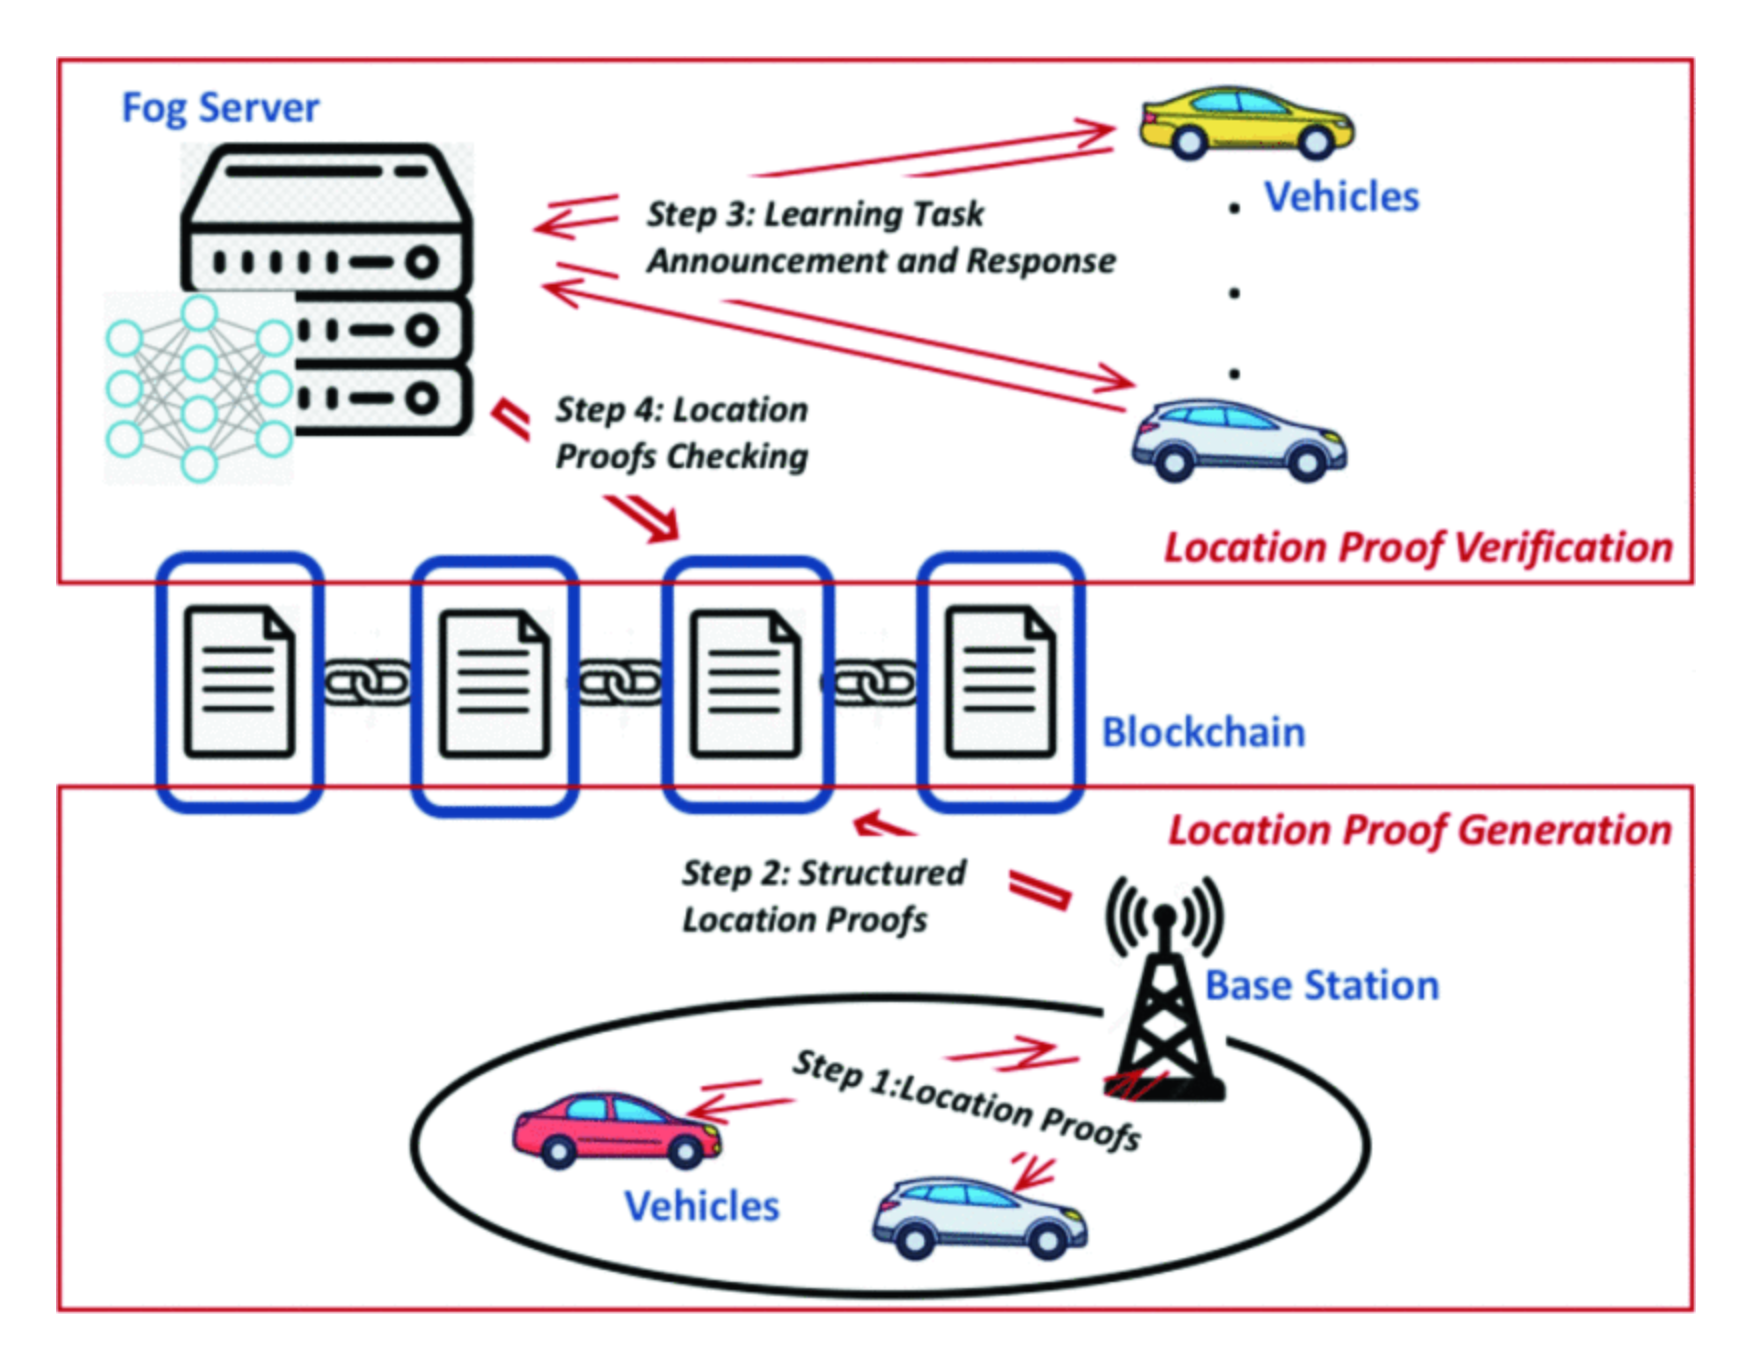 Fog Server
Vehicles
Step 3: Learning Task
Announcement and Response
Step 4: Location
Proofs Checking
Location Proof Verification
Blockchain
Location Proof Generation
Step 2: Structured
Location Proofs
Base Station
Step 1:Location Proofs
Vehicles